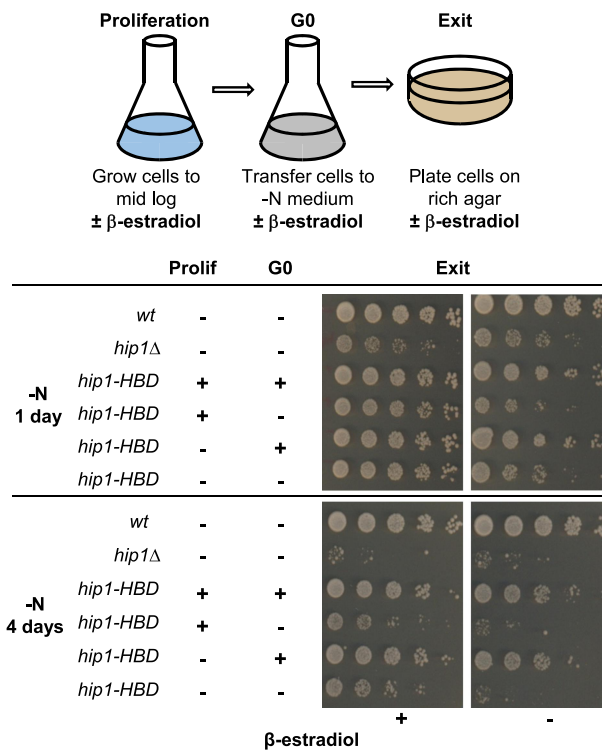 Proliferation G0 Exit
Grow cells to Transfer cells to Plate cells on
mid log -N medium rich agar
± β-estradiol ± β-estradiol ± β-estradiol
Prolif G0 Exit
wt - -
hip1Δ - -
hip1-HBD + +
-N
hip1-HBD + -
1 day
hip1-HBD - +
hip1-HBD - -
wt - -
hip1Δ - -
hip1-HBD + +
-N
4 days
hip1-HBD + -
hip1-HBD - +
hip1-HBD - -
+ -
β-estradiol